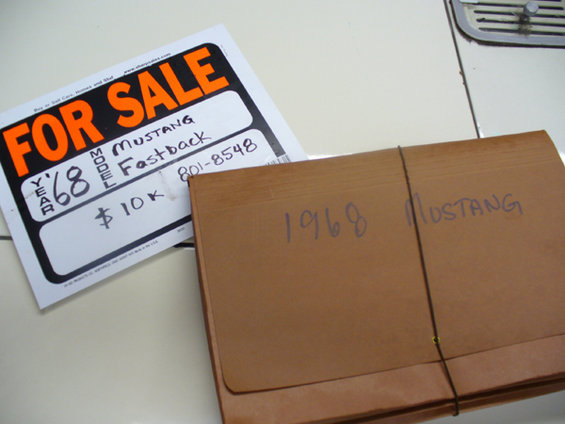 FOR SALE
YEAR '68
MODEL MUSTANG
Fastback
801-8548
$10K
1968 MUSTANG